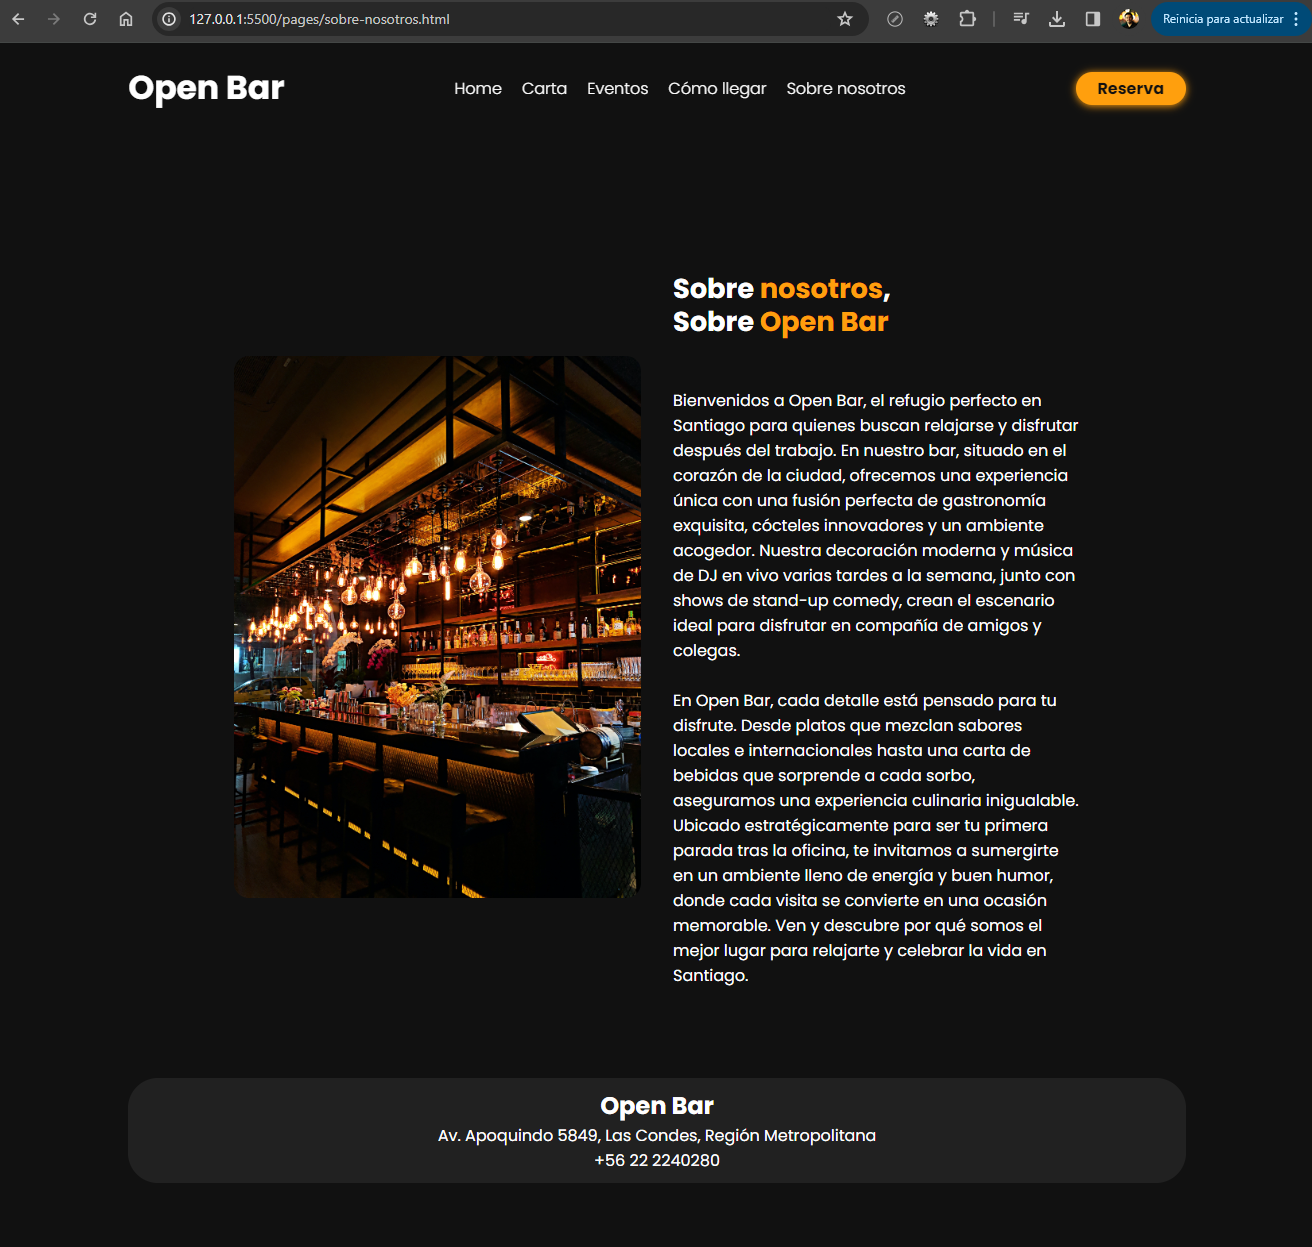 127.0.0.1:5500/pages/sobre-nosotros.html
Reinicia para actualizar
Open Bar
Home Carta Eventos Cómo llegar Sobre nosotros
Reserva
Sobre nosotros,
Sobre Open Bar
Bienvenidos a Open Bar, el refugio perfecto en
Santiago para quienes buscan relajarse y disfrutar
después del trabajo. En nuestro bar, situado en el
corazón de la ciudad, ofrecemos una experiencia
única con una fusión perfecta de gastronomía
exquisita, cócteles innovadores y un ambiente
acogedor. Nuestra decoración moderna y música
de DJ en vivo varias tardes a la semana, junto con
shows de stand-up comedy, crean el escenario
ideal para disfrutar en compañía de amigos y
colegas.
En Open Bar, cada detalle está pensado para tu
disfrute. Desde platos que mezclan sabores
locales e internacionales hasta una carta de
bebidas que sorprende a cada sorbo,
aseguramos una experiencia culinaria inigualable.
Ubicado estratégicamente para ser tu primera
parada tras la oficina, te invitamos a sumergirte
en un ambiente lleno de energía y buen humor,
donde cada visita se convierte en una ocasión
memorable. Ven y descubre por qué somos el
mejor lugar para relajarte y celebrar la vida en
Santiago.
Open Bar
Av. Apoquindo 5849, Las Condes, Región Metropolitana
+56 22 2240280